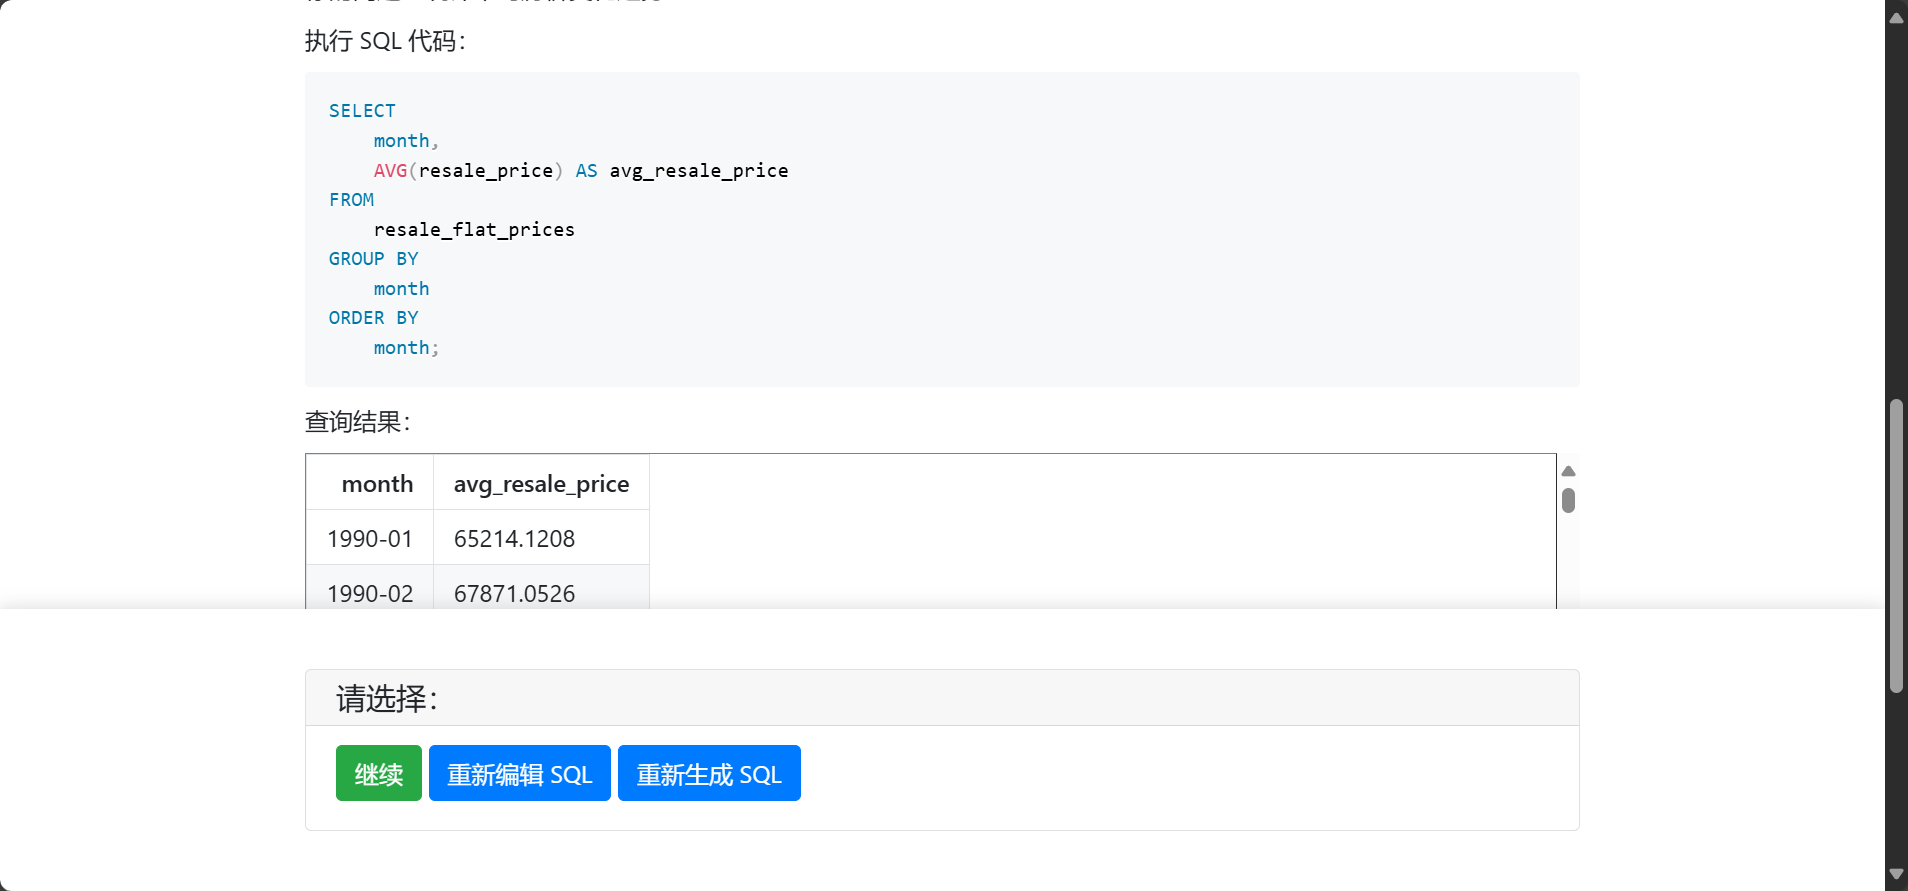 执行 SQL 代码：
SELECT
month,
AVG(resale_price) AS avg_resale_price
FROM
resale_flat_prices
GROUP BY
month
ORDER BY
month;
查询结果：
month avg_resale_price
1990-01 65214.1208
1990-02 67871.0526
请选择：
继续 重新编辑 SQL 重新生成 SQL